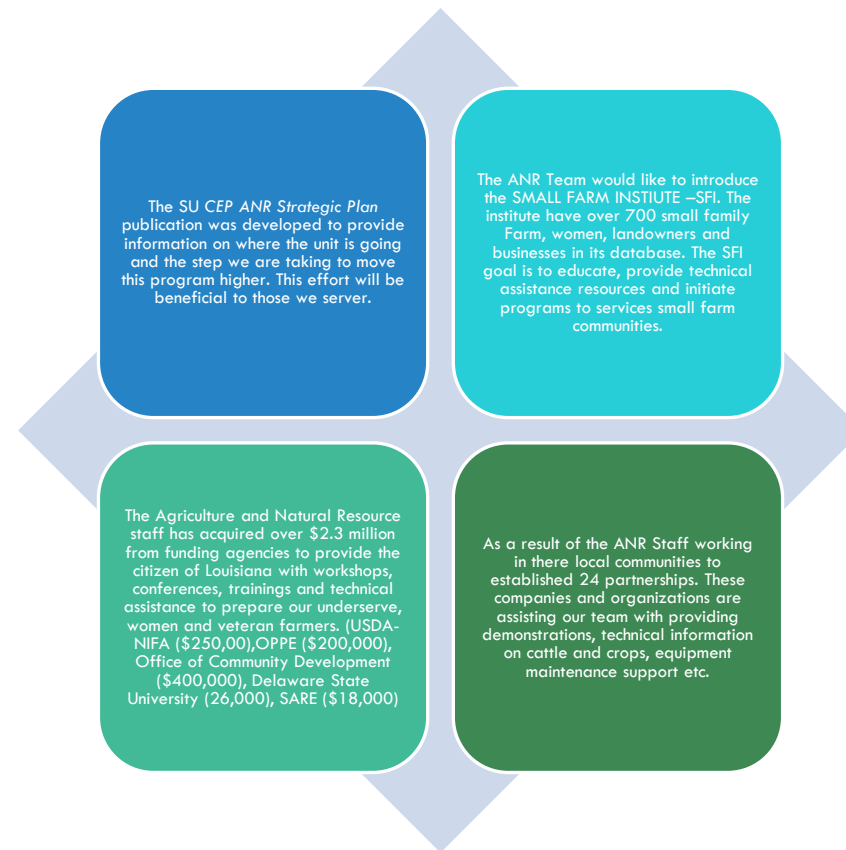 The SU CEP ANR Strategic Plan
publication was developed to provide
information on where the unit is going
and the step we are taking to move
this program higher. This effort will be
beneficial to those we server.
The ANR Team would like to introduce
the SMALL FARM INSTIUTE –SFI. The
institute have over 700 small family
Farm, women, landowners and
businesses in its database. The SFI
goal is to educate, provide technical
assistance resources and initiate
programs to services small farm
communities.
The Agriculture and Natural Resource
staff has acquired over $2.3 million
from funding agencies to provide the
citizen of Louisiana with workshops,
conferences, trainings and technical
assistance to prepare our underserve,
women and veteran farmers. (USDA-
NIFA ($250,00),OPPE ($200,000),
Office of Community Development
($400,000), Delaware State
University (26,000), SARE ($18,000)
As a result of the ANR Staff working
in there local communities to
established 24 partnerships. These
companies and organizations are
assisting our team with providing
demonstrations, technical information
on cattle and crops, equipment
maintenance support etc.